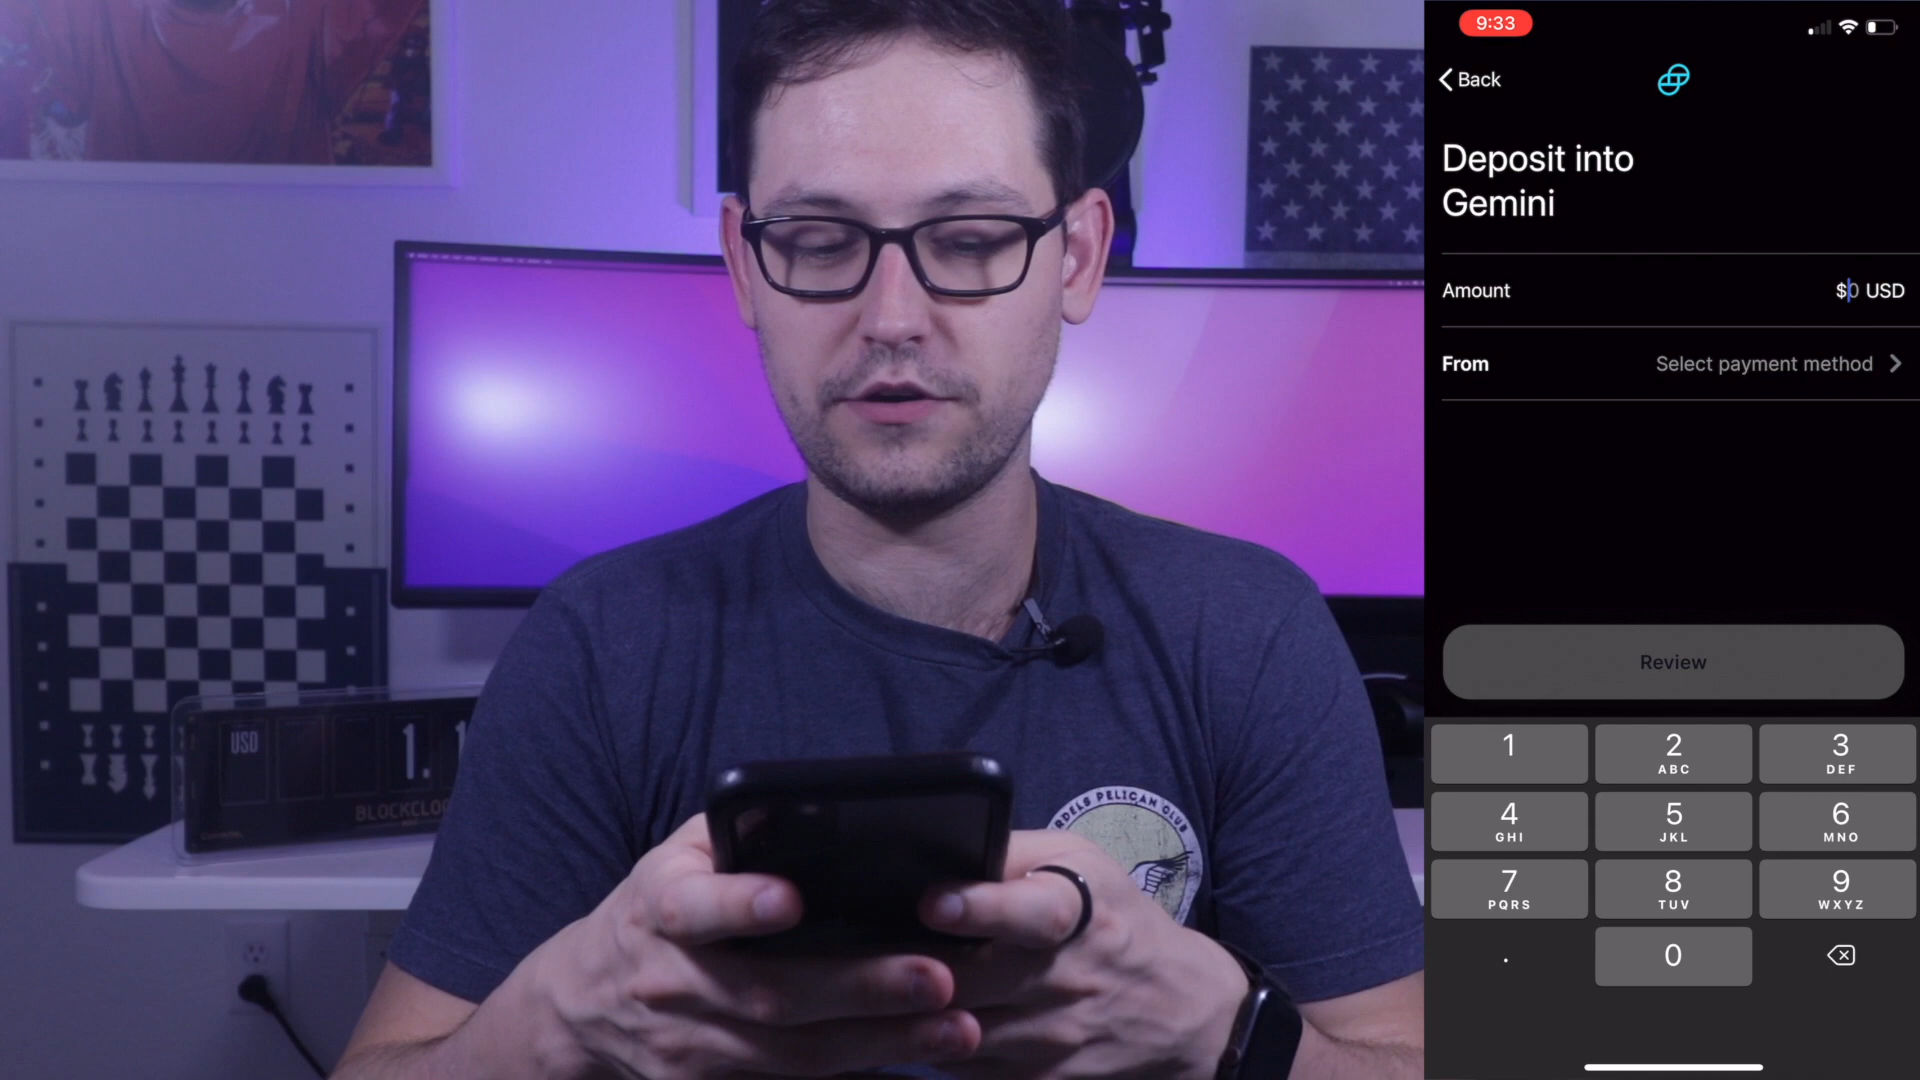 9:33
Back
Deposit into
Gemini
Amount
$0 USD
From
Select payment method
Review
1
2
ABC
3
DEF
4
GHI
5
JKL
6
MNO
7
PQRS
8
TUV
9
WXYZ
.
0
USD
1.
BLOCKCLO
RDELS PELICAN CLUB